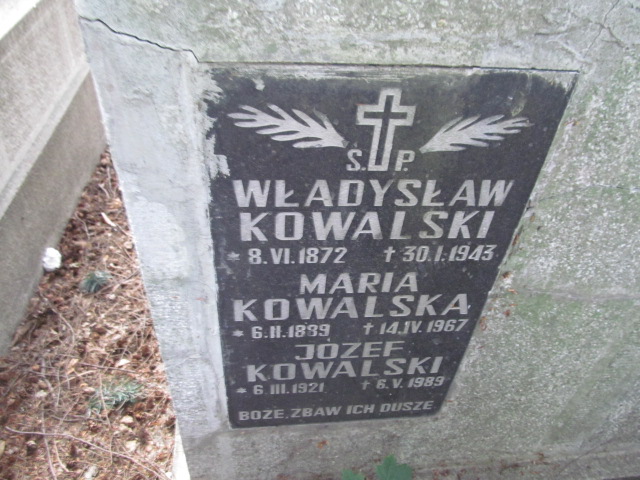 Ś. P.
WŁADYSŁAW
KOWALSKI
* 8.VI.1872 † 30.I.1943
MARIA
KOWALSKA
* 6.II.1889 † 14.IV.1967
JÓZEF
KOWALSKI
* 6.III.1921 † 6.V.1989
BOŻE, ZBAW ICH DUSZE